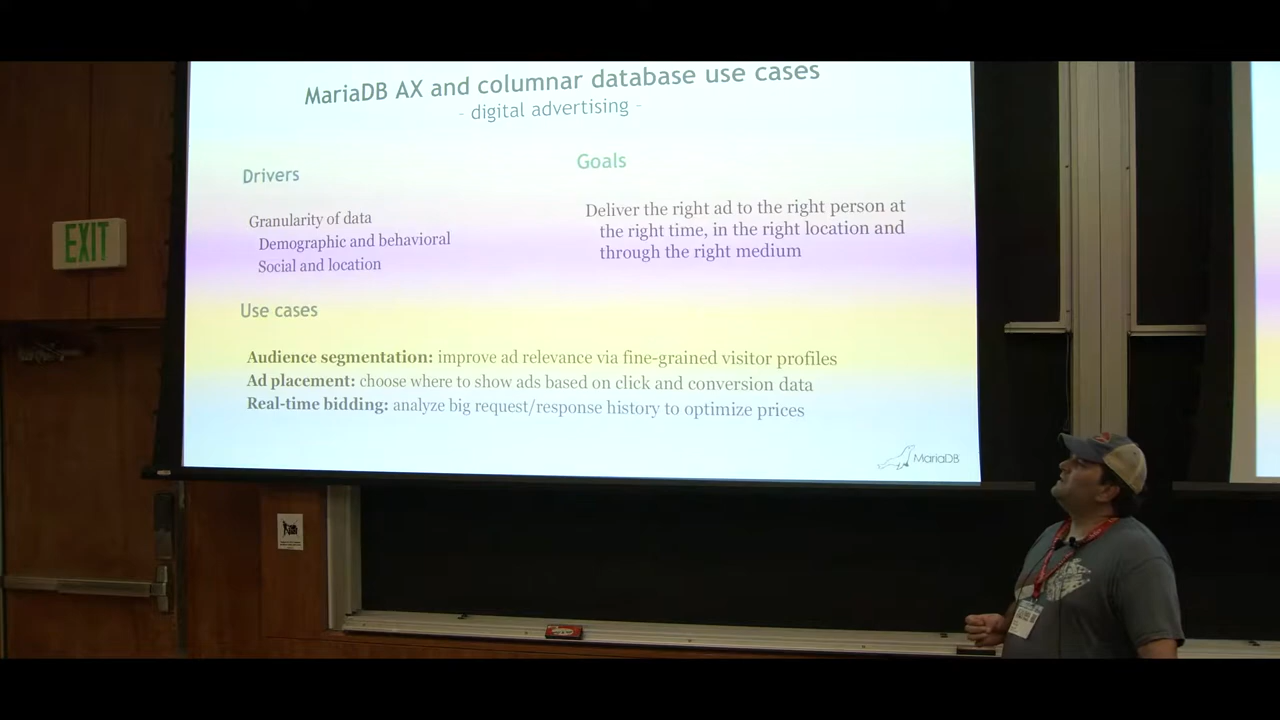 MariaDB AX and columnar database use cases
- digital advertising -
Drivers
Granularity of data
Demographic and behavioral
Social and location
Goals
Deliver the right ad to the right person at
the right time, in the right location and
through the right medium
Use cases
Audience segmentation: improve ad relevance via fine-grained visitor profiles
Ad placement: choose where to show ads based on click and conversion data
Real-time bidding: analyze big request/response history to optimize prices
MariaDB
EXIT